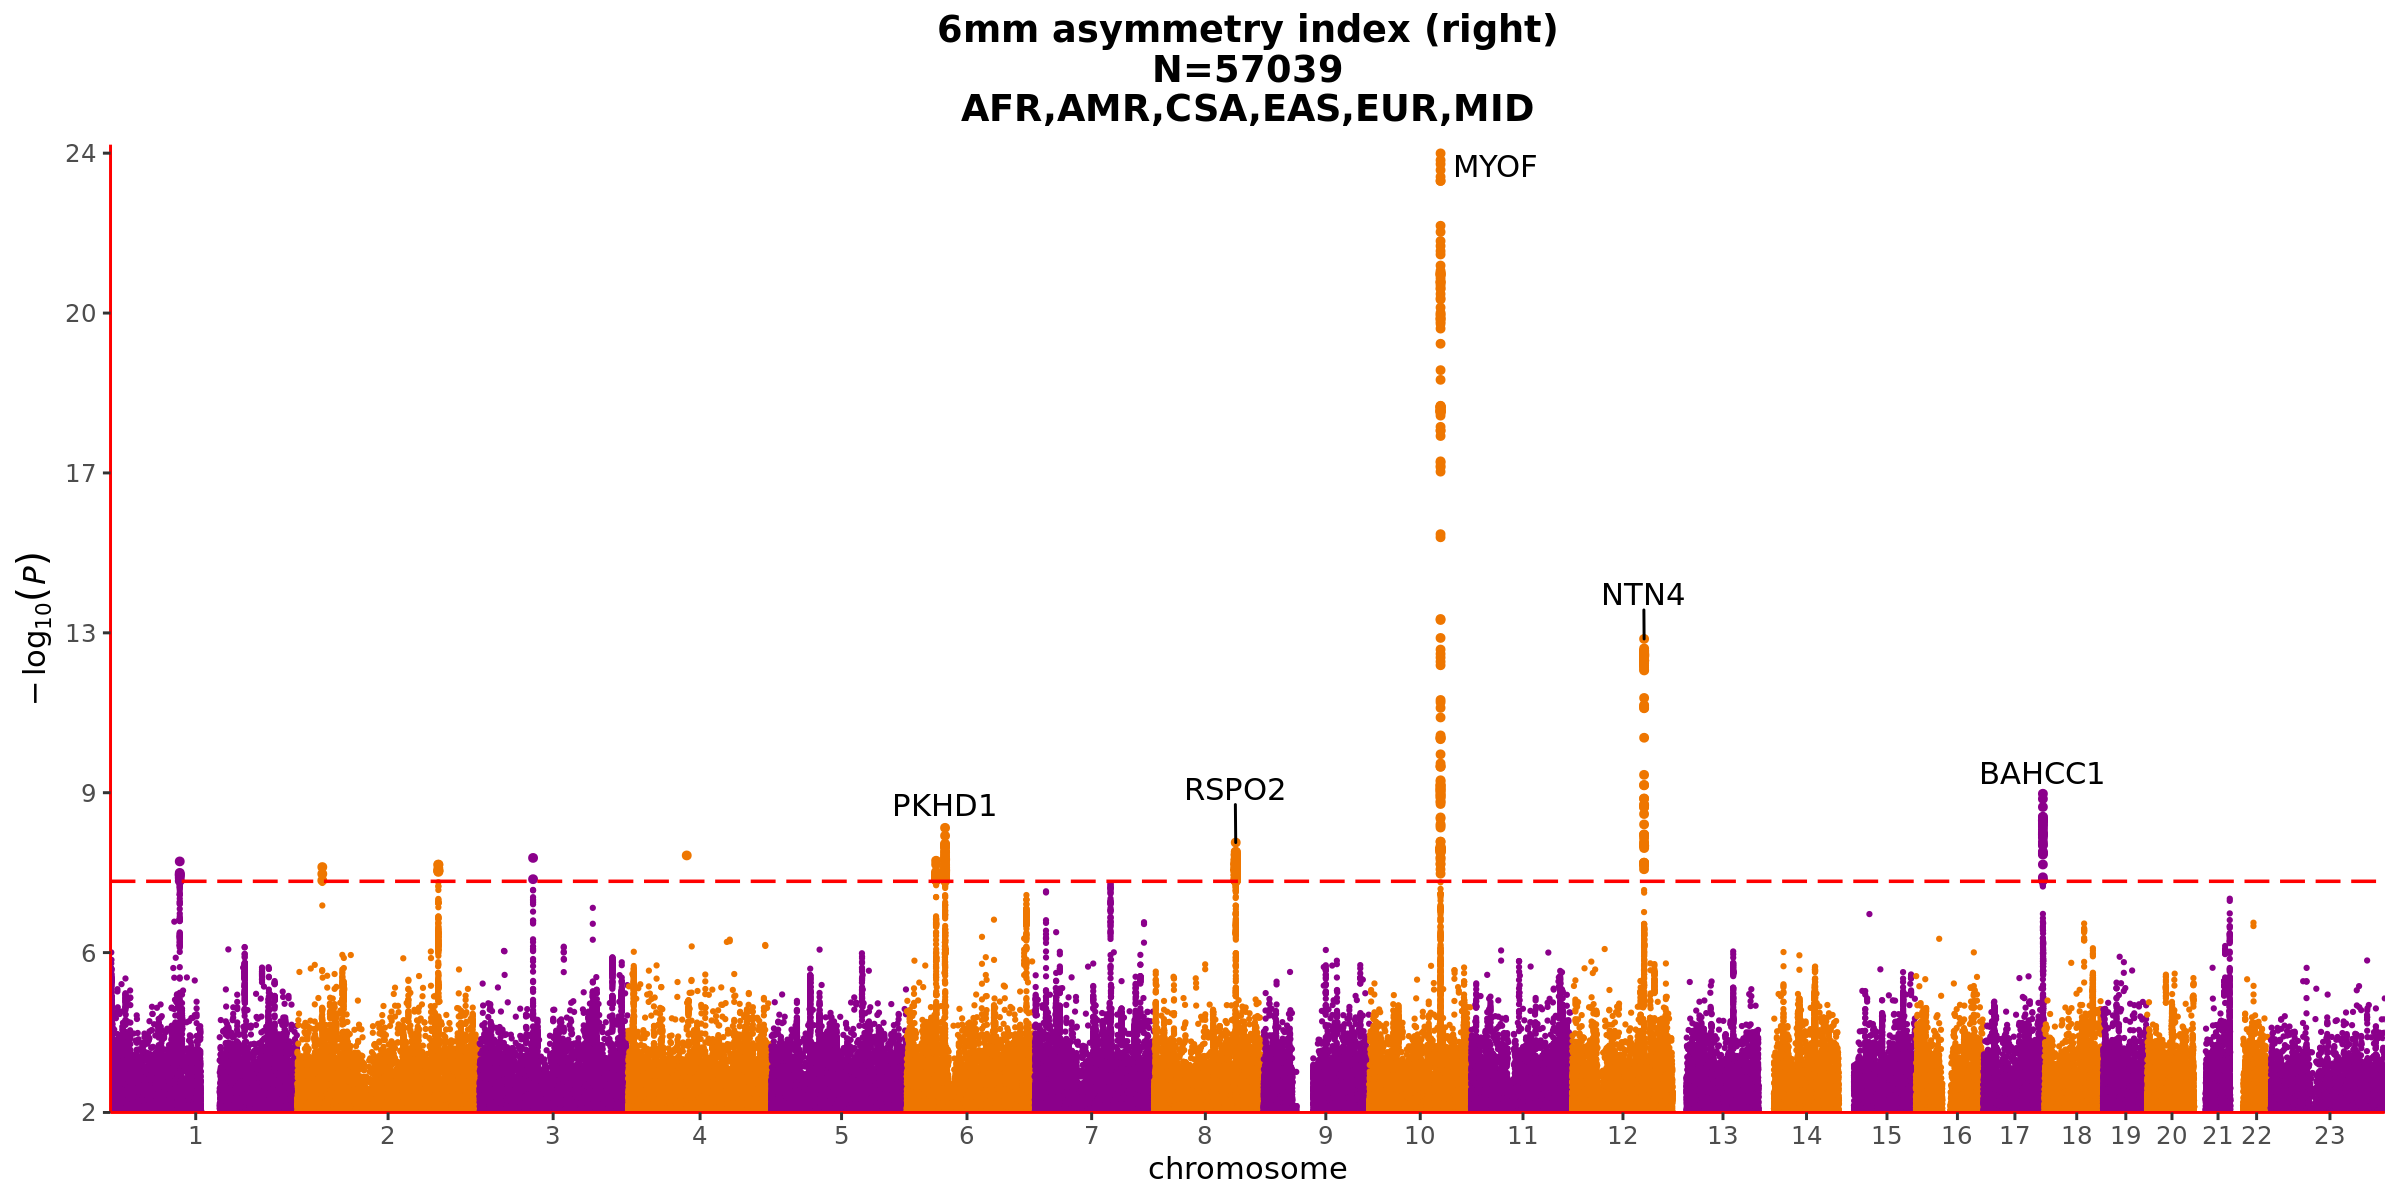 6mm asymmetry index (right)
N=57039
AFR,AMR,CSA,EAS,EUR,MID
24
20
17
13
9
6
2
−log10(P)
MYOF
NTN4
BAHCC1
RSPO2
PKHD1
1 2 3 4 5 6 7 8 9 10 11 12 13 14 15 16 17 18 19 20 21 22 23
chromosome